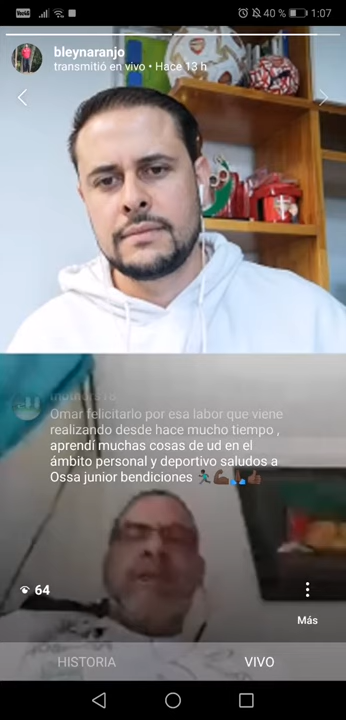 40 % 1:07
bleynaranjo
transmitió en vivo • Hace 13 h
Omar felicitarlo por esa labor que viene
realizando desde hace mucho tiempo ,
aprendí muchas cosas de ud en el
ámbito personal y deportivo saludos a
Ossa junior bendiciones 🏃🏿‍♂️💪🏿🙌🏿👍🏿
64
Más
HISTORIA
VIVO